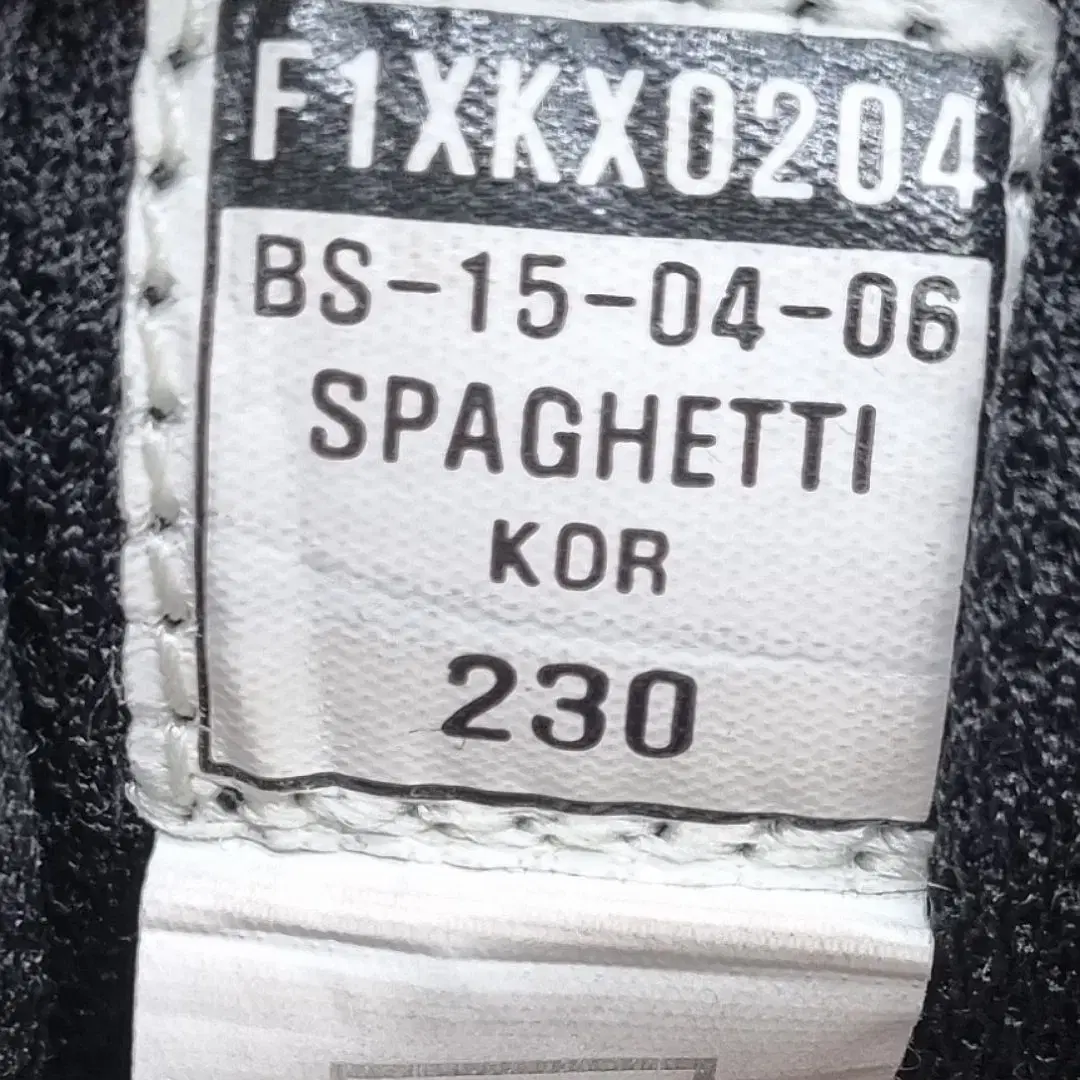 F1XKX0204
BS-15-04-06
SPAGHETTI
KOR
230